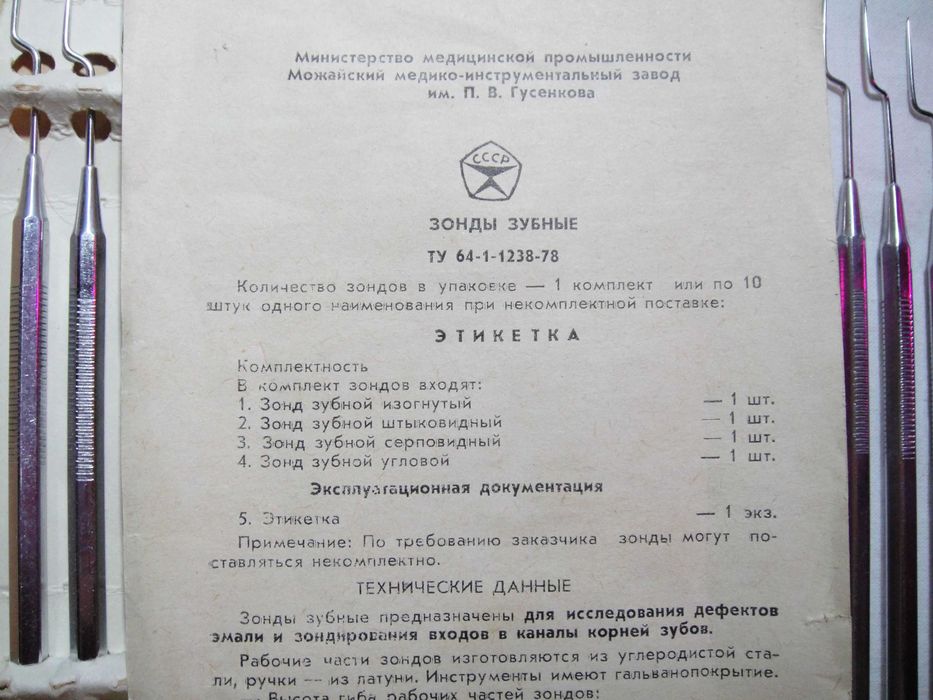 Министерство медицинской промышленности
Можайский медико-инструментальный завод
им. П. В. Гусенкова
СССР
ЗОНДЫ ЗУБНЫЕ
ТУ 64-1-1238-78
Количество зондов в упаковке — 1 комплект или по 10
штук одного наименования при некомплектной поставке:
ЭТИКЕТКА
Комплектность
В комплект зондов входят:
1. Зонд зубной изогнутый — 1 шт.
2. Зонд зубной штыковидный — 1 шт.
3. Зонд зубной серповидный — 1 шт.
4. Зонд зубной угловой — 1 шт.
Эксплуатационная документация
5. Этикетка — 1 экз.
Примечание: По требованию заказчика зонды могут по-
ставляться некомплектно.
ТЕХНИЧЕСКИЕ ДАННЫЕ
Зонды зубные предназначены для исследования дефектов
эмали и зондирования входов в каналы корней зубов.
Рабочие части зондов изготовляются из углеродистой ста-
ли, ручки — из латуни. Инструменты имеют гальванопокрытие.
Высота гиба рабочих частей зондов: